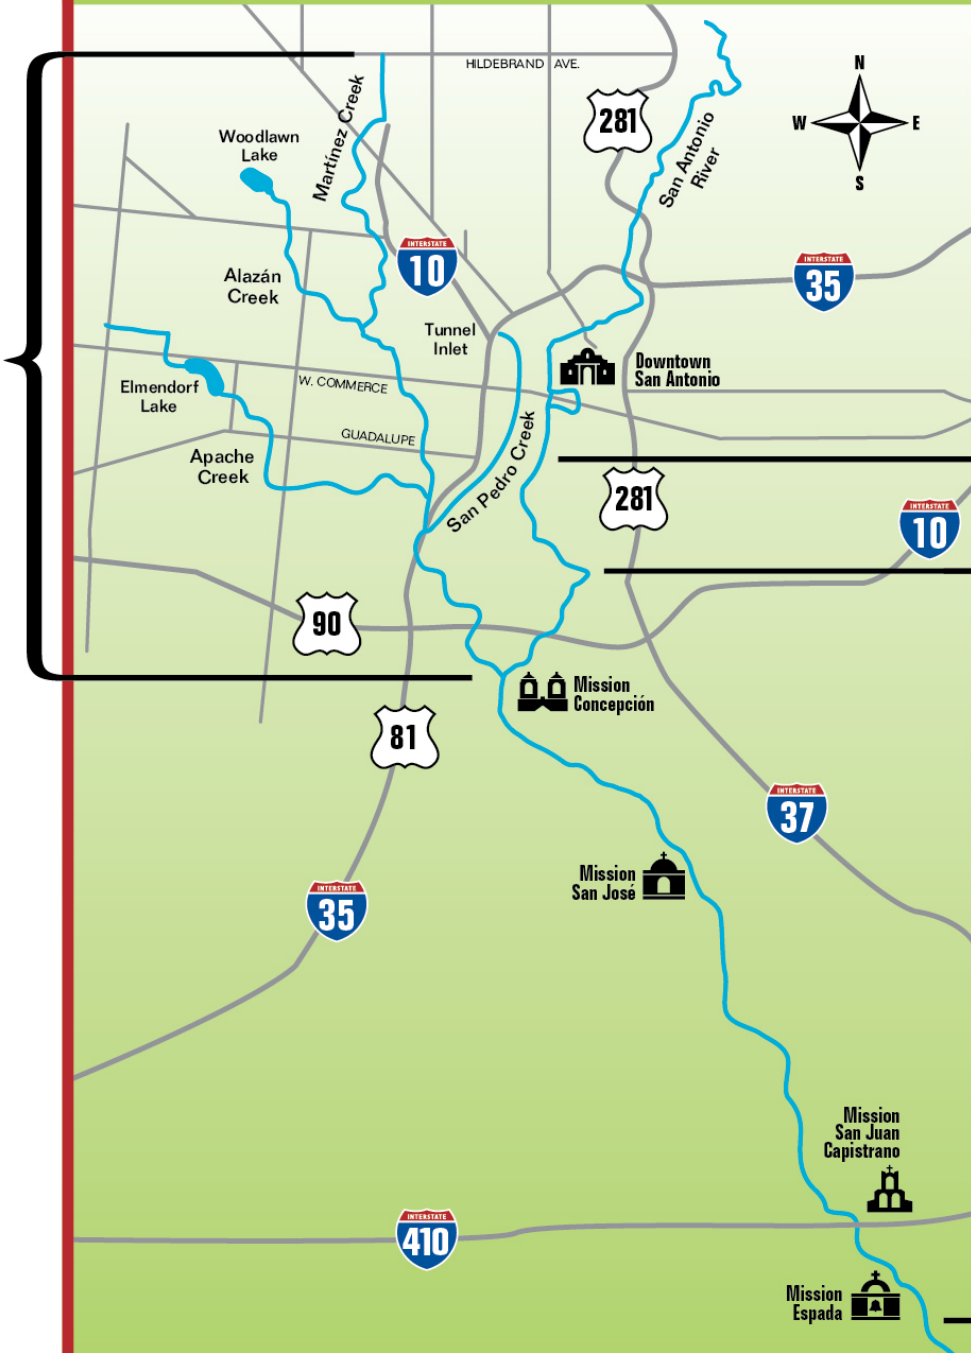 HILDEBRAND AVE.
N
W E
S
281
Woodlawn
Lake
Martínez Creek
San Antonio
River
INTERSTATE
10
INTERSTATE
35
Alazán
Creek
Tunnel
Inlet
Downtown
San Antonio
Elmendorf
Lake
W. COMMERCE
GUADALUPE
Apache
Creek
San Pedro Creek
281
INTERSTATE
10
90
Mission
Concepción
81
INTERSTATE
37
Mission
San José
INTERSTATE
35
Mission
San Juan
Capistrano
INTERSTATE
410
Mission
Espada